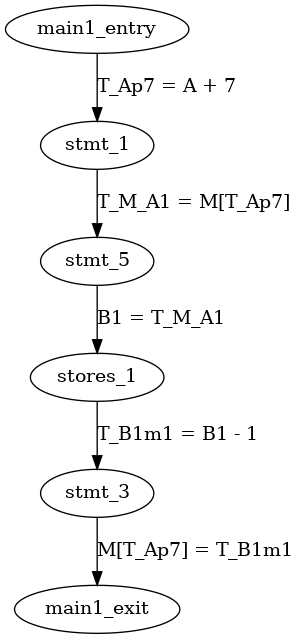 main1_entry
T_Ap7 = A + 7
stmt_1
T_M_A1 = M[T_Ap7]
stmt_5
B1 = T_M_A1
stores_1
T_B1m1 = B1 - 1
stmt_3
M[T_Ap7] = T_B1m1
main1_exit